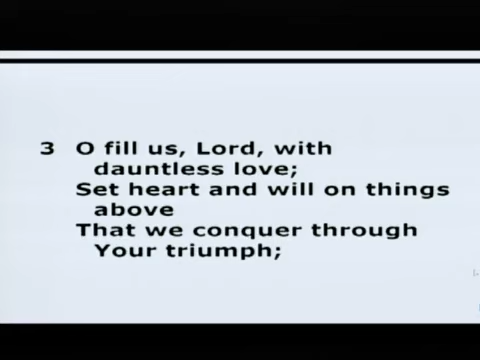 3 O fill us, Lord, with
dauntless love;
Set heart and will on things
above
That we conquer through
Your triumph;